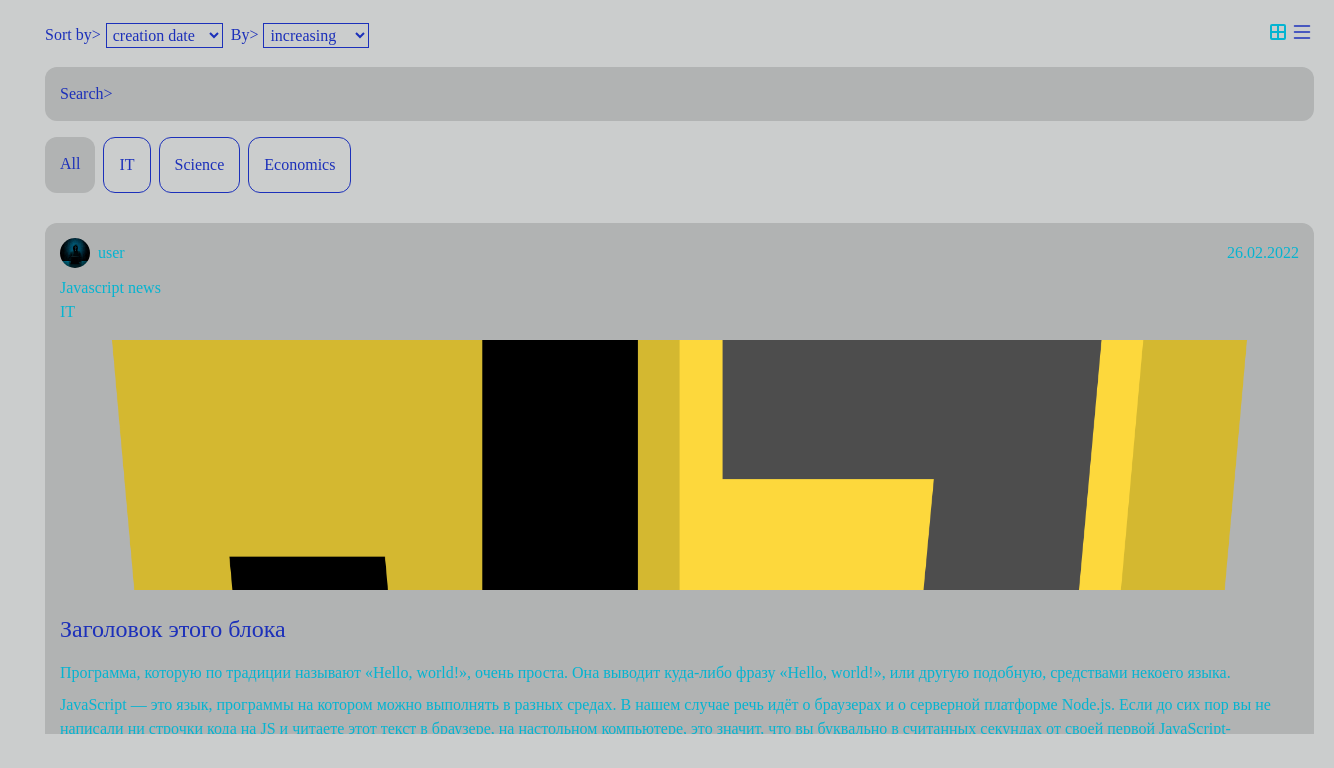 Sort by> creation date By> increasing
Search>
All IT Science Economics
user 26.02.2022
Javascript news
IT
Заголовок этого блока
Программа, которую по традиции называют «Hello, world!», очень проста. Она выводит куда-либо фразу «Hello, world!», или другую подобную, средствами некоего языка.
JavaScript — это язык, программы на котором можно выполнять в разных средах. В нашем случае речь идёт о браузерах и о серверной платформе Node.js. Если до сих пор вы не
написали ни строчки кода на JS и читаете этот текст в браузере, на настольном компьютере, это значит, что вы буквально в считанных секундах от своей первой JavaScript-